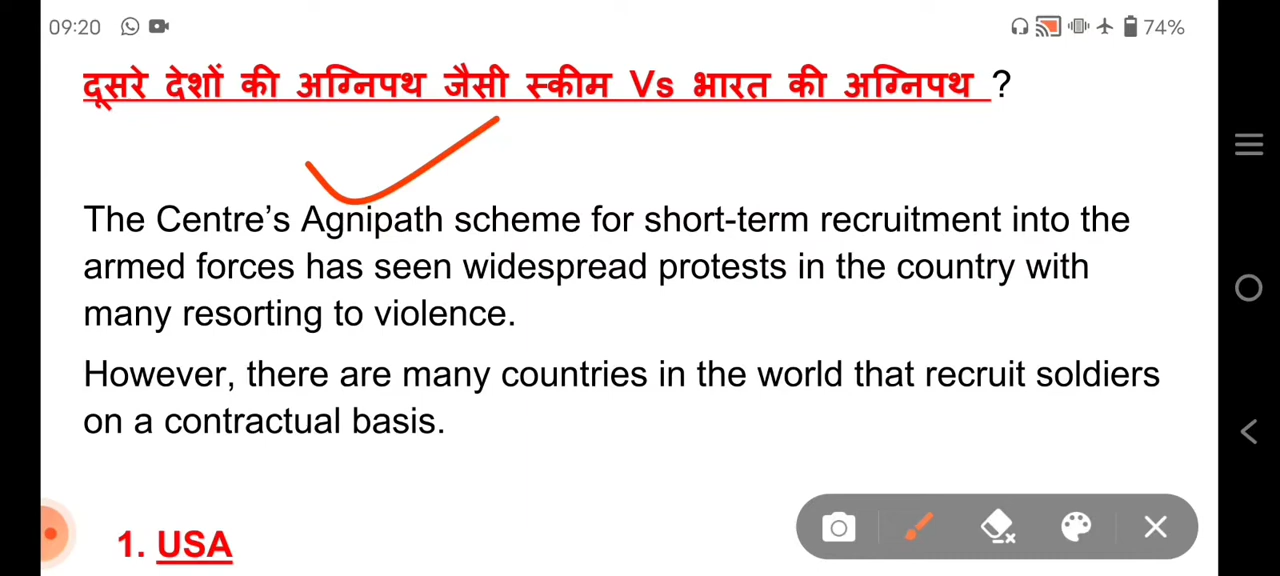 09:20 74%
दूसरे देशों की अग्निपथ जैसी स्कीम Vs भारत की अग्निपथ ?
The Centre’s Agnipath scheme for short-term recruitment into the
armed forces has seen widespread protests in the country with
many resorting to violence.
However, there are many countries in the world that recruit soldiers
on a contractual basis.
1. USA